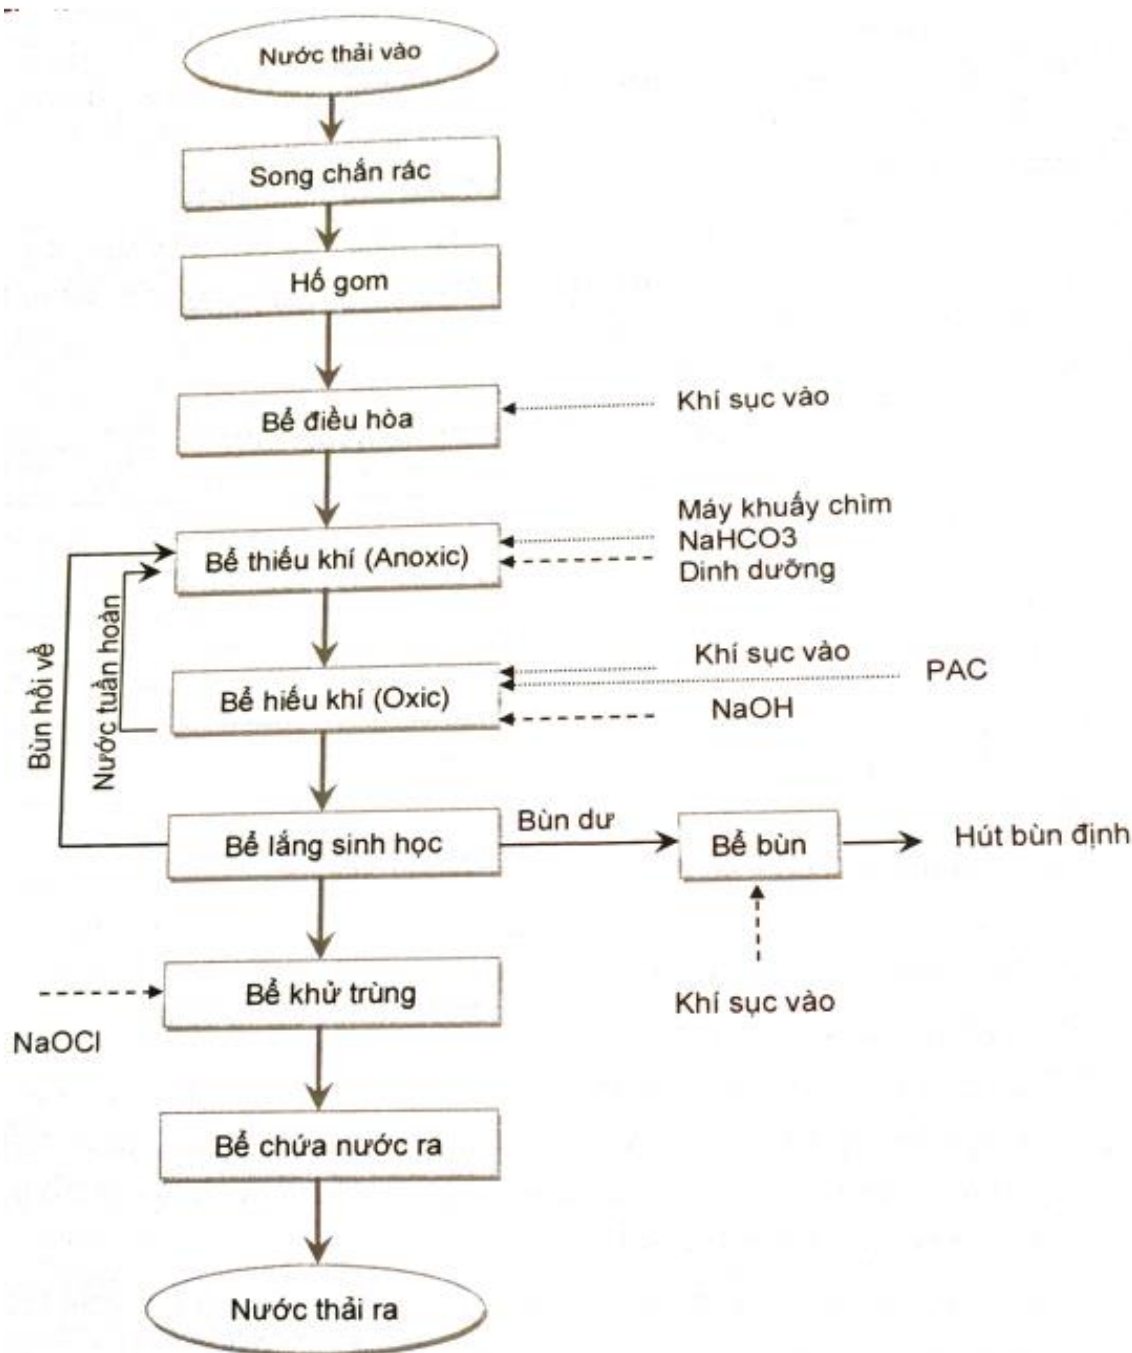 Nước thải vào
Song chắn rác
Hố gom
Bể điều hòa
Khí sục vào
Máy khuấy chìm
NaHCO3
Dinh dưỡng
Bể thiếu khí (Anoxic)
Bùn hồi về
Nước tuần hoàn
Khí sục vào
PAC
NaOH
Bể hiếu khí (Oxic)
Bể lắng sinh học
Bùn dư
Bể bùn
Hút bùn định
Khí sục vào
Bể khử trùng
NaOCl
Bể chứa nước ra
Nước thải ra